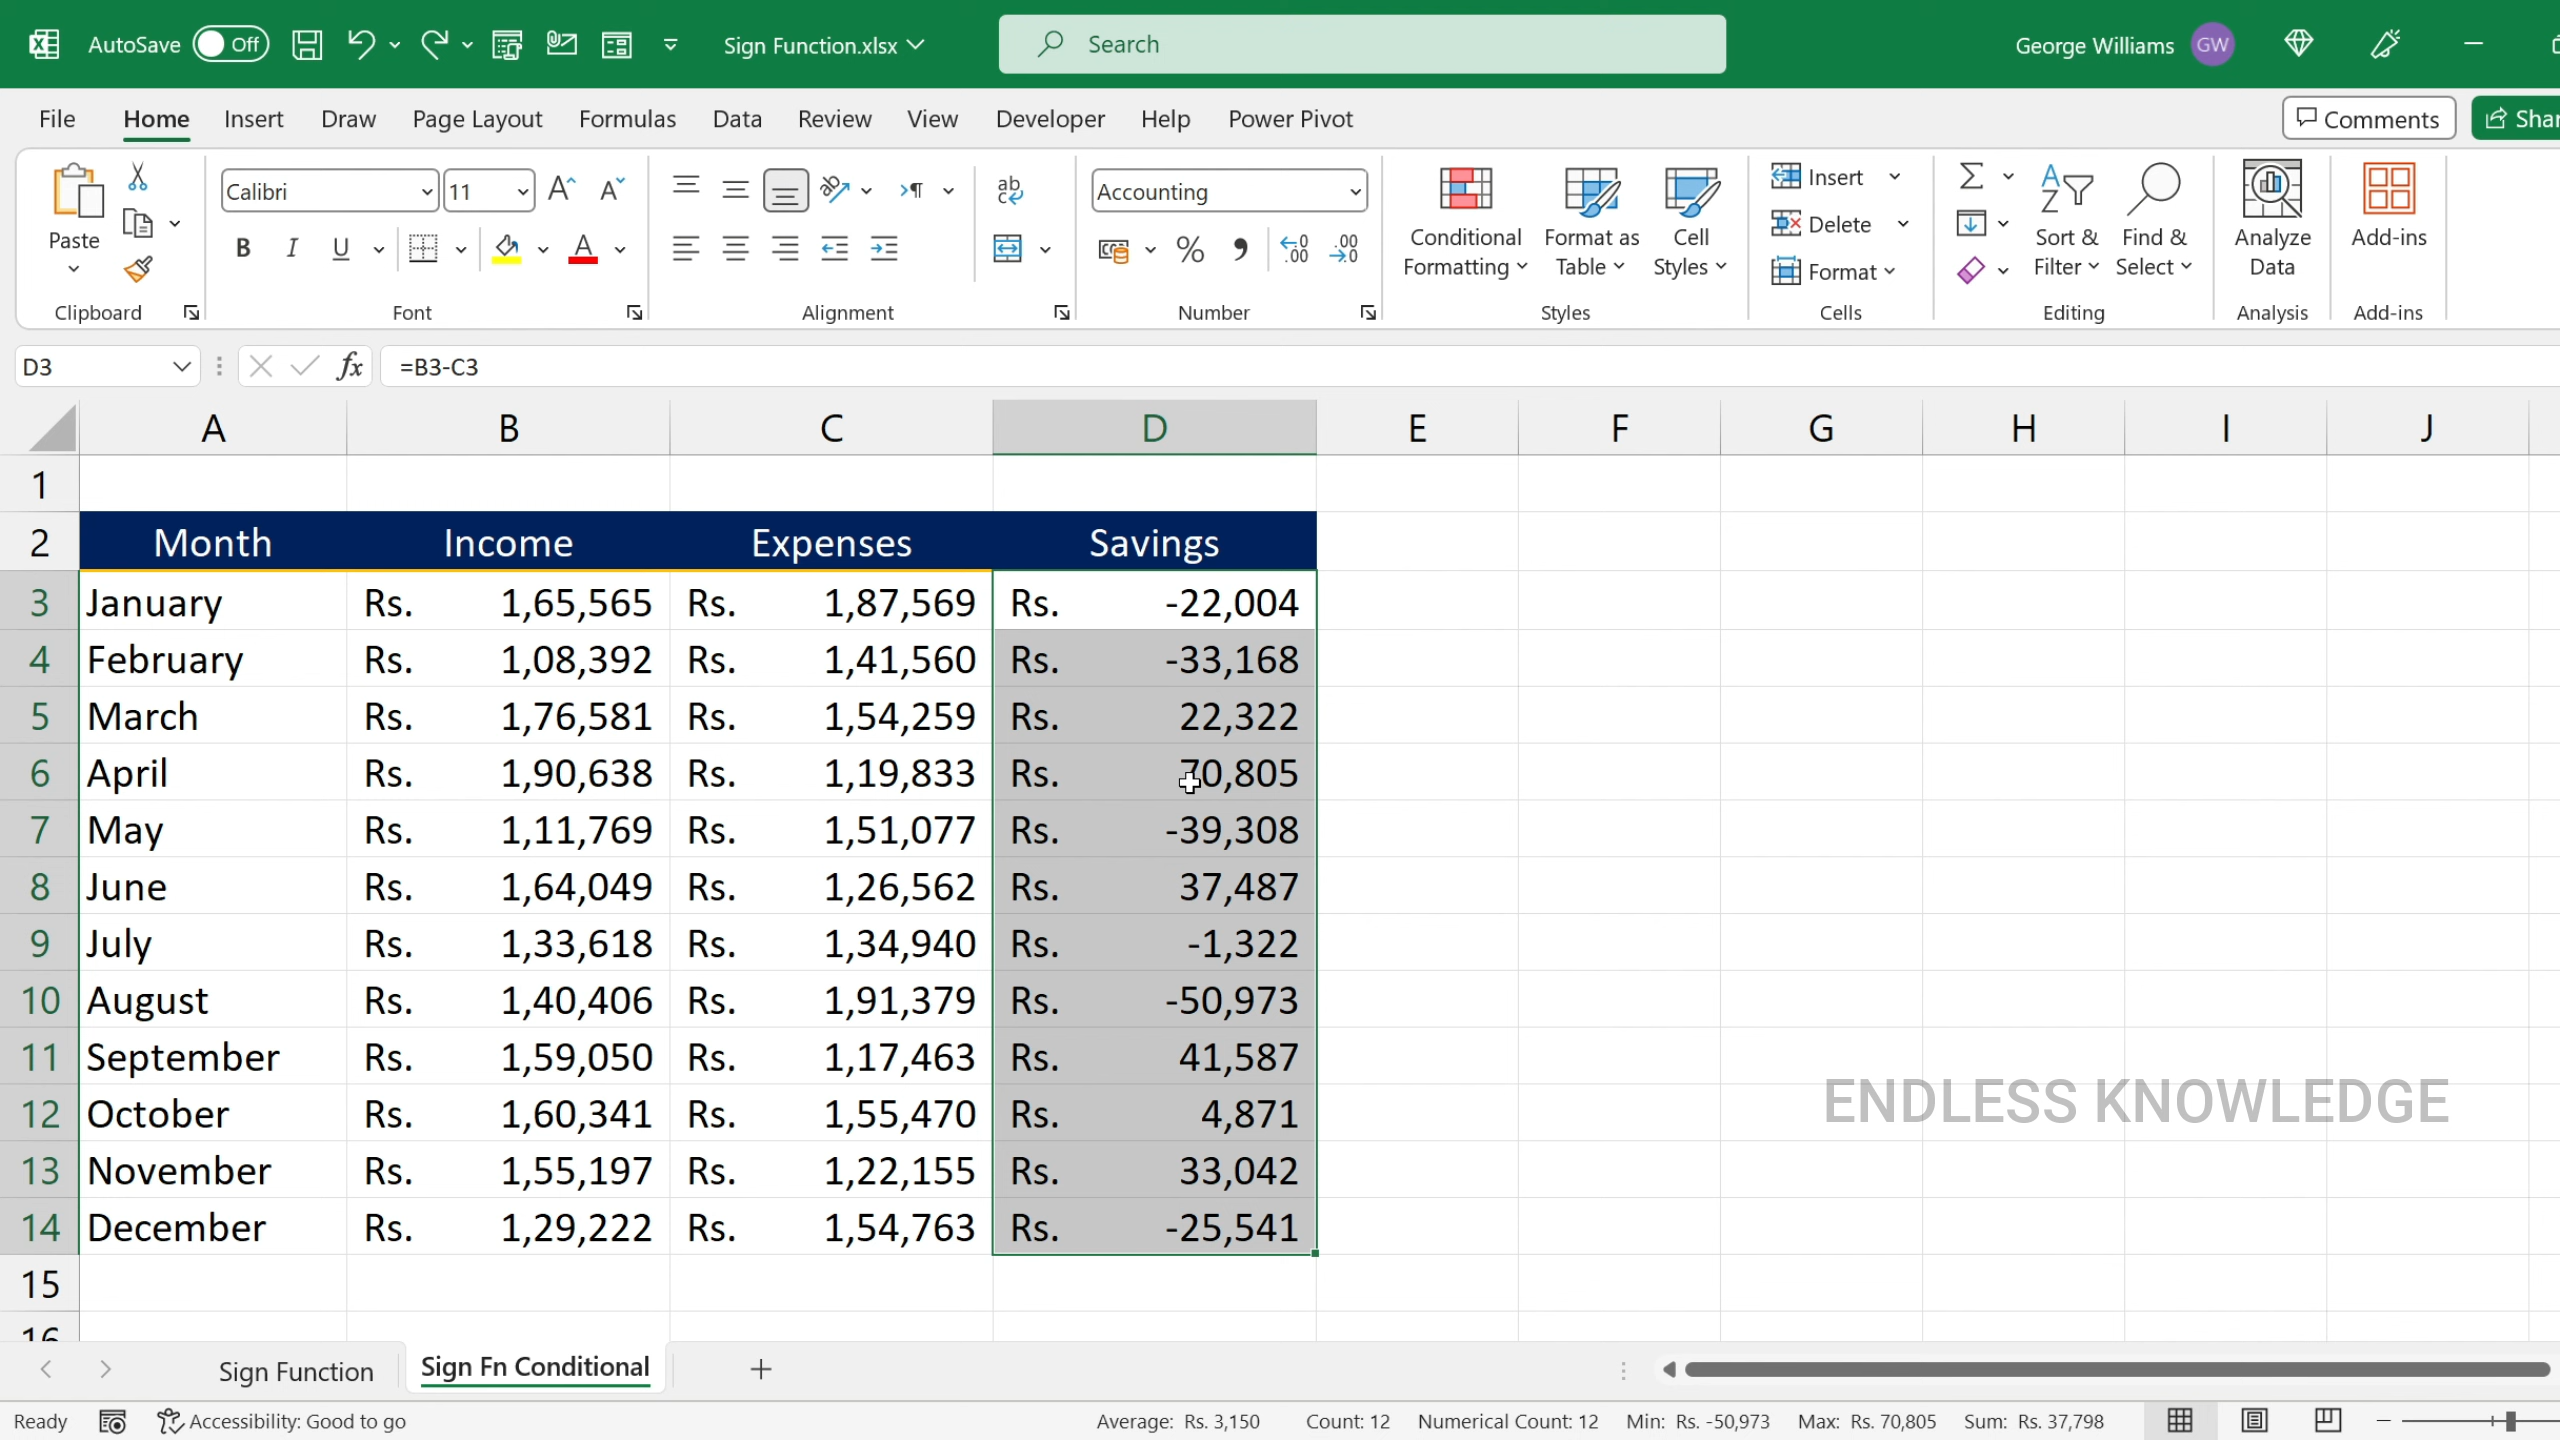 AutoSave Off Sign Function.xlsx Search George Williams GW
File Home Insert Draw Page Layout Formulas Data Review View Developer Help Power Pivot Comments
Calibri 11 Accounting
Paste
B I U
Conditional Formatting
Format as Table
Cell Styles
Insert
Delete
Format
Sort & Filter
Find & Select
Analyze Data
Add-ins
Clipboard Font Alignment Number Styles Cells Editing Analysis Add-ins
D3 fx =B3-C3
A B C D E F G H I J
1
2 Month Income Expenses Savings
3 January Rs. 1,65,565 Rs. 1,87,569 Rs. -22,004
4 February Rs. 1,08,392 Rs. 1,41,560 Rs. -33,168
5 March Rs. 1,76,581 Rs. 1,54,259 Rs. 22,322
6 April Rs. 1,90,638 Rs. 1,19,833 Rs. 70,805
7 May Rs. 1,11,769 Rs. 1,51,077 Rs. -39,308
8 June Rs. 1,64,049 Rs. 1,26,562 Rs. 37,487
9 July Rs. 1,33,618 Rs. 1,34,940 Rs. -1,322
10 August Rs. 1,40,406 Rs. 1,91,379 Rs. -50,973
11 September Rs. 1,59,050 Rs. 1,17,463 Rs. 41,587
12 October Rs. 1,60,341 Rs. 1,55,470 Rs. 4,871
13 November Rs. 1,55,197 Rs. 1,22,155 Rs. 33,042
14 December Rs. 1,29,222 Rs. 1,54,763 Rs. -25,541
15
16
ENDLESS KNOWLEDGE
Sign Function Sign Fn Conditional
Ready Accessibility: Good to go Average: Rs. 3,150 Count: 12 Numerical Count: 12 Min: Rs. -50,973 Max: Rs. 70,805 Sum: Rs. 37,798